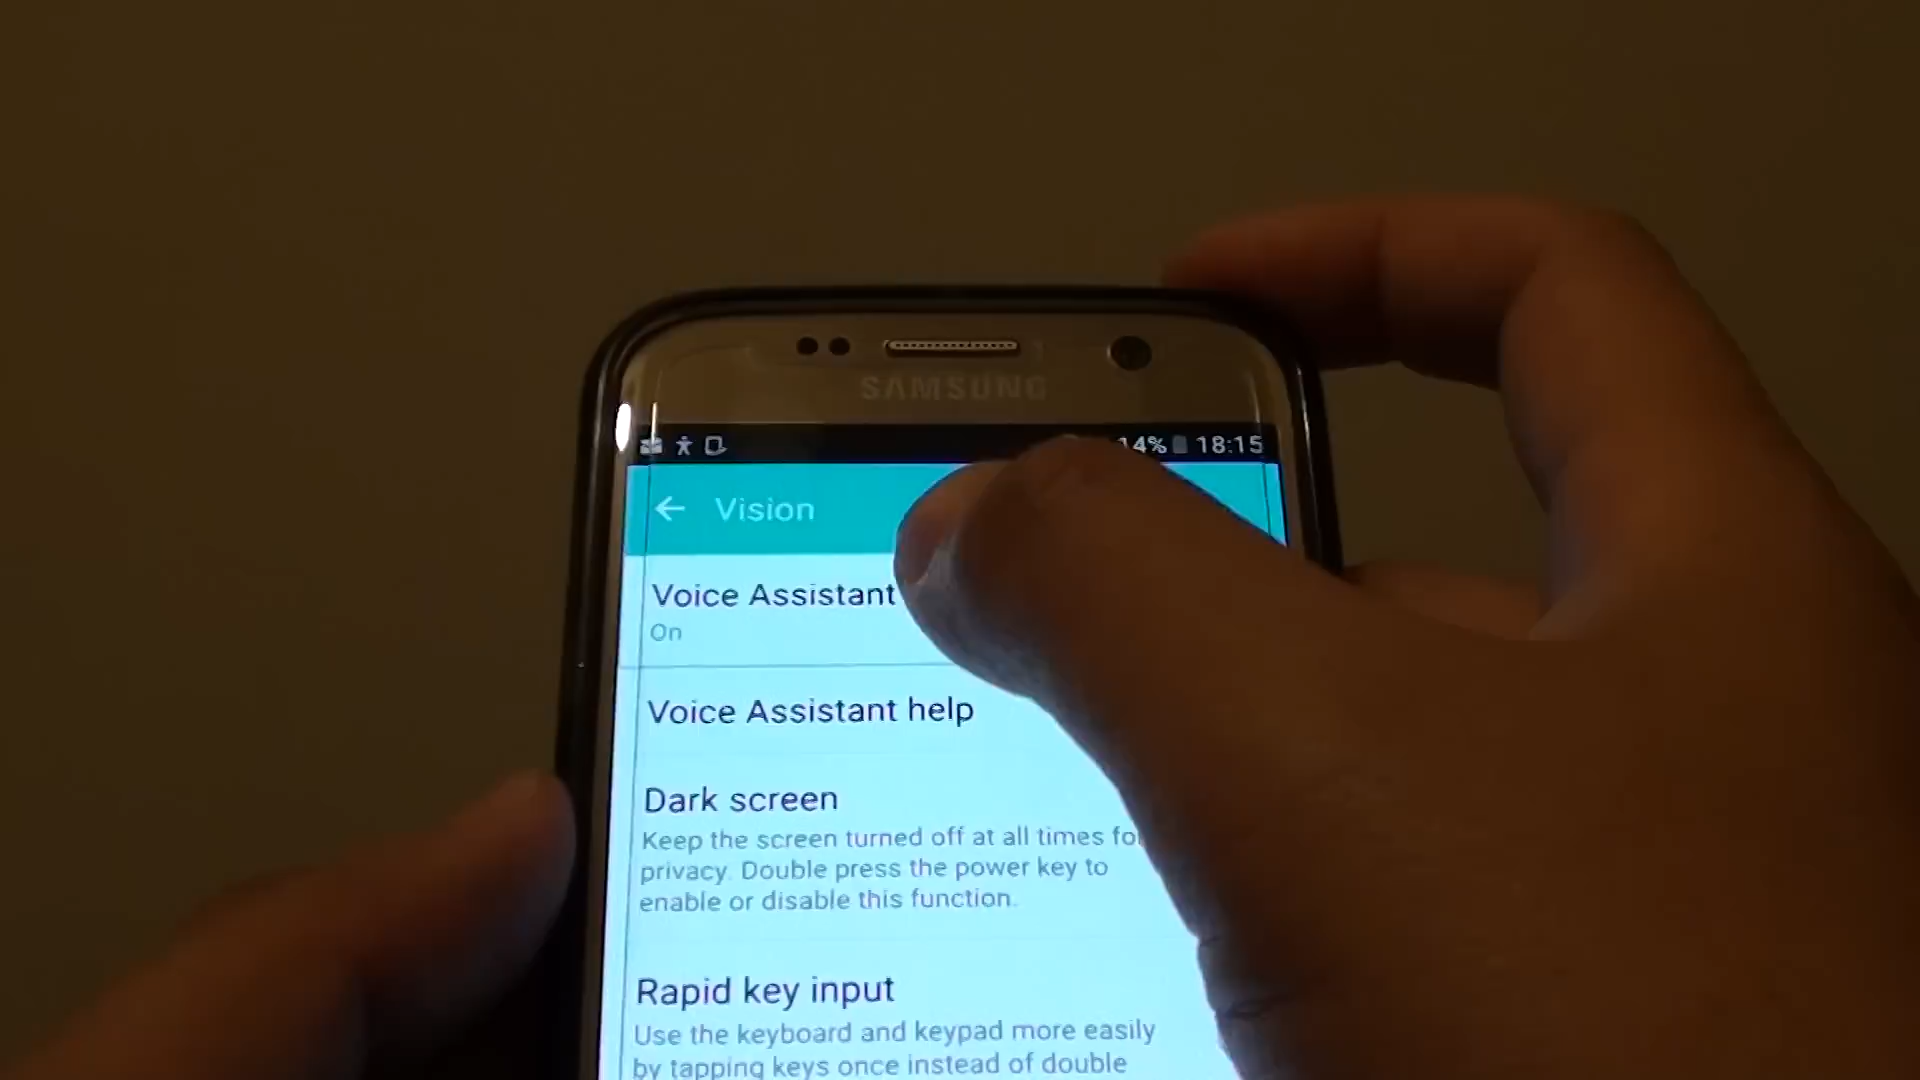 SAMSUNG
14% 18:15
Vision
Voice Assistant
On
Voice Assistant help
Dark screen
Keep the screen turned off at all times for
privacy. Double press the power key to
enable or disable this function.
Rapid key input
Use the keyboard and keypad more easily
by tapping keys once instead of double